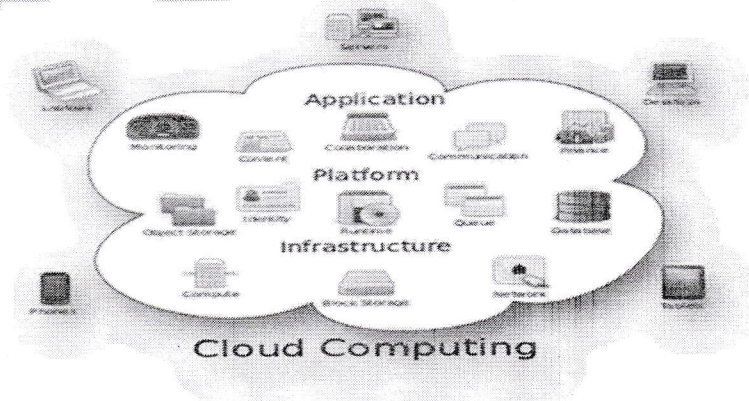 Servers
Laptops
Desktops
Application
Monitoring
Content
Collaboration
Communication
Finance
Platform
Object Storage
Identity
Runtime
Queue
Database
Infrastructure
Compute
Block Storage
Network
Phones
Tablets
Cloud Computing